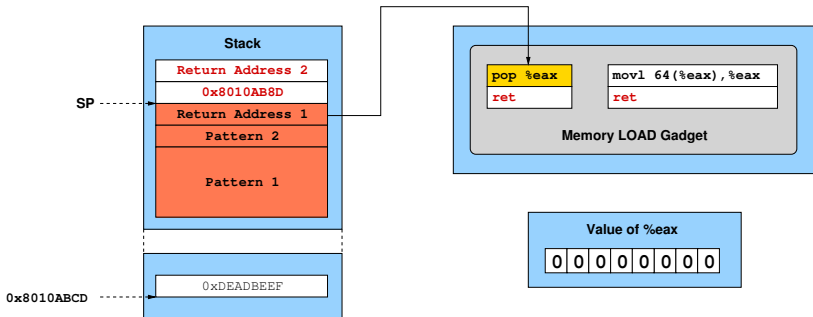 Stack
Return Address 2
0x8010AB8D
SP
Return Address 1
Pattern 2
Pattern 1
0xDEADBEEF
0x8010ABCD
pop %eax
ret
movl 64(%eax),%eax
ret
Memory LOAD Gadget
Value of %eax
0 0 0 0 0 0 0 0